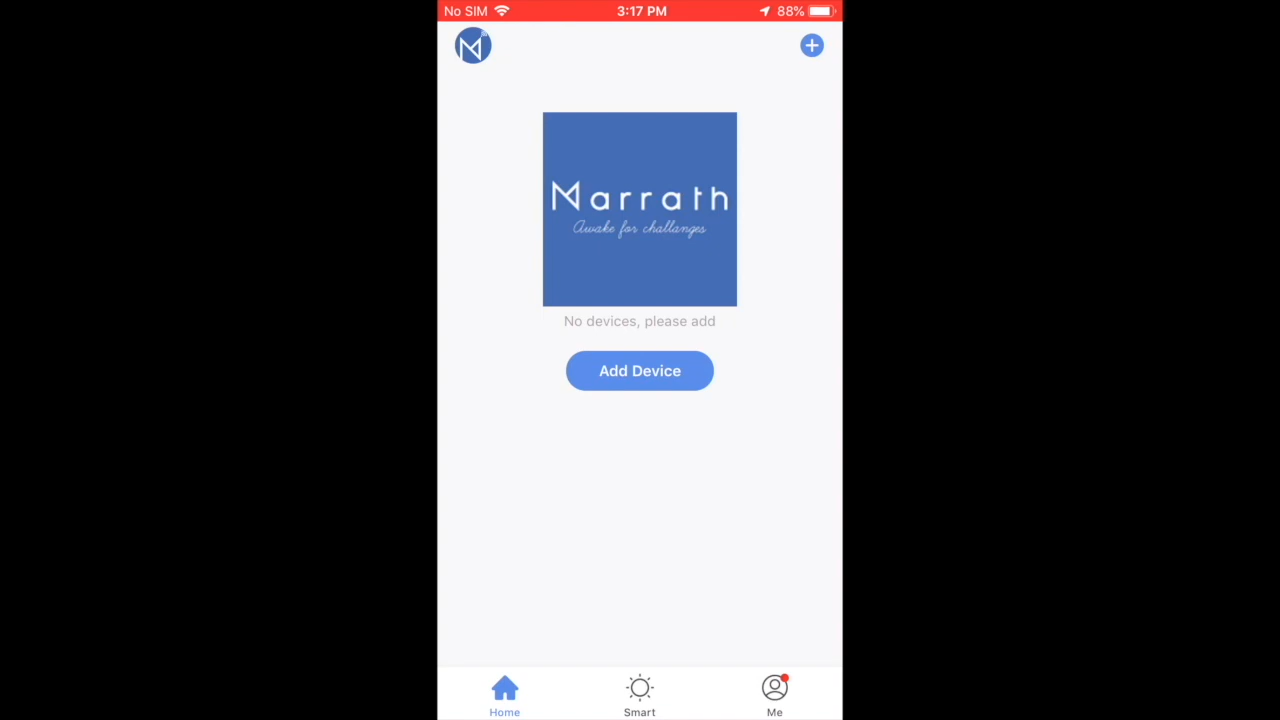 No SIM 3:17 PM 88%
Marrath
Awake for challanges
No devices, please add
Add Device
Home Smart Me